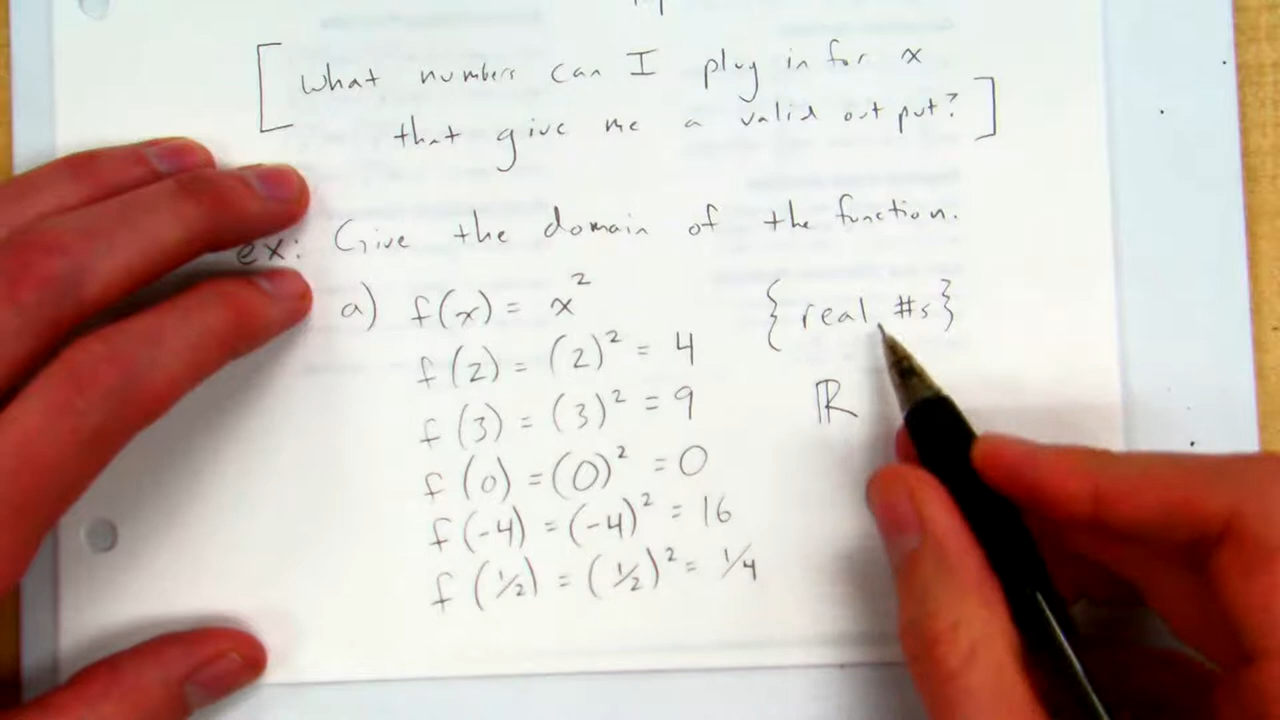 [ What numbers can I plug in for x
that give me a valid output? ]
ex: Give the domain of the function.
a) f(x) = x² {real #s}
f(2) = (2)² = 4
f(3) = (3)² = 9 ℝ
f(0) = (0)² = 0
f(-4) = (-4)² = 16
f(1/2) = (1/2)² = 1/4